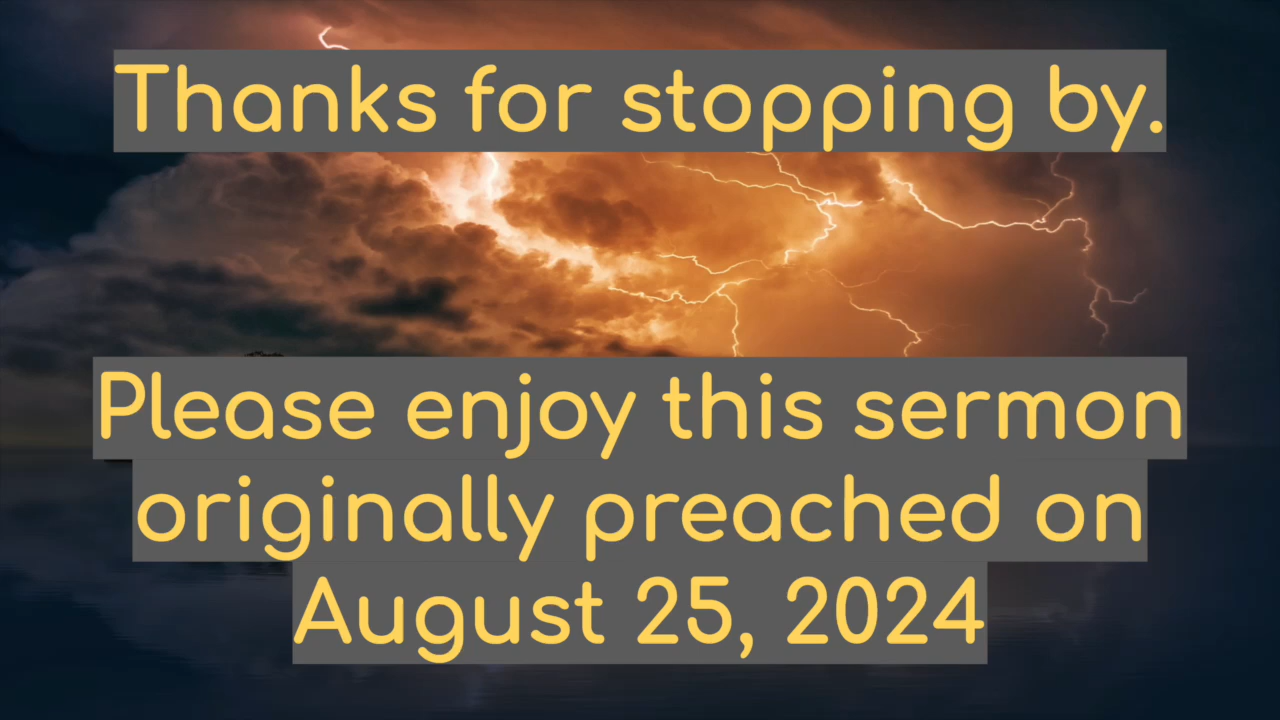 Thanks for stopping by.
Please enjoy this sermon
originally preached on
August 25, 2024